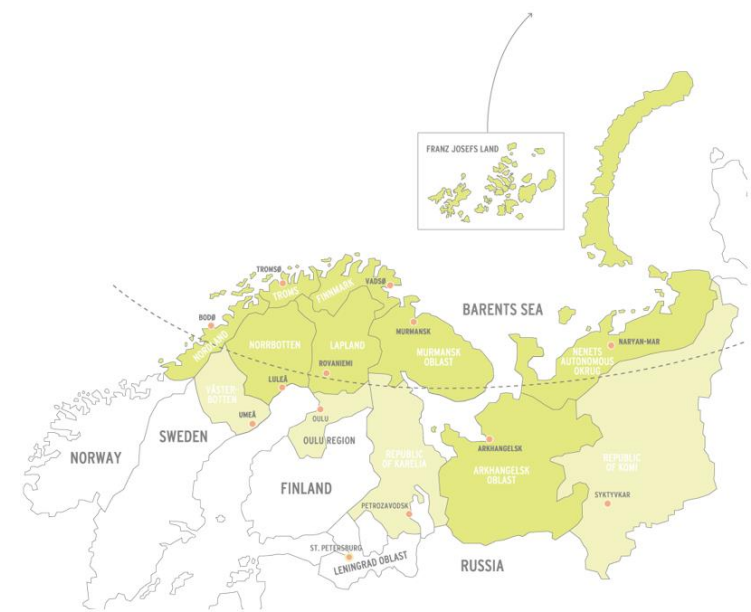 FRANZ JOSEFS LAND
TROMSØ
VADSØ
TROMS
FINNMARK
BARENTS SEA
BODØ
MURMANSK
NORDLAND
NORRBOTTEN
LAPLAND
MURMANSK
OBLAST
NARYAN-MAR
NENETS
AUTONOMOUS
OKRUG
ROVANIEMI
LULEÅ
VÄSTER-
BOTTEN
UMEÅ
OULU
SWEDEN
OULU REGION
NORWAY
ARKHANGELSK
REPUBLIC
OF KARELIA
ARKHANGELSK
OBLAST
REPUBLIC
OF KOMI
FINLAND
SYKTYVKAR
PETROZAVODSK
ST. PETERSBURG
LENINGRAD OBLAST
RUSSIA